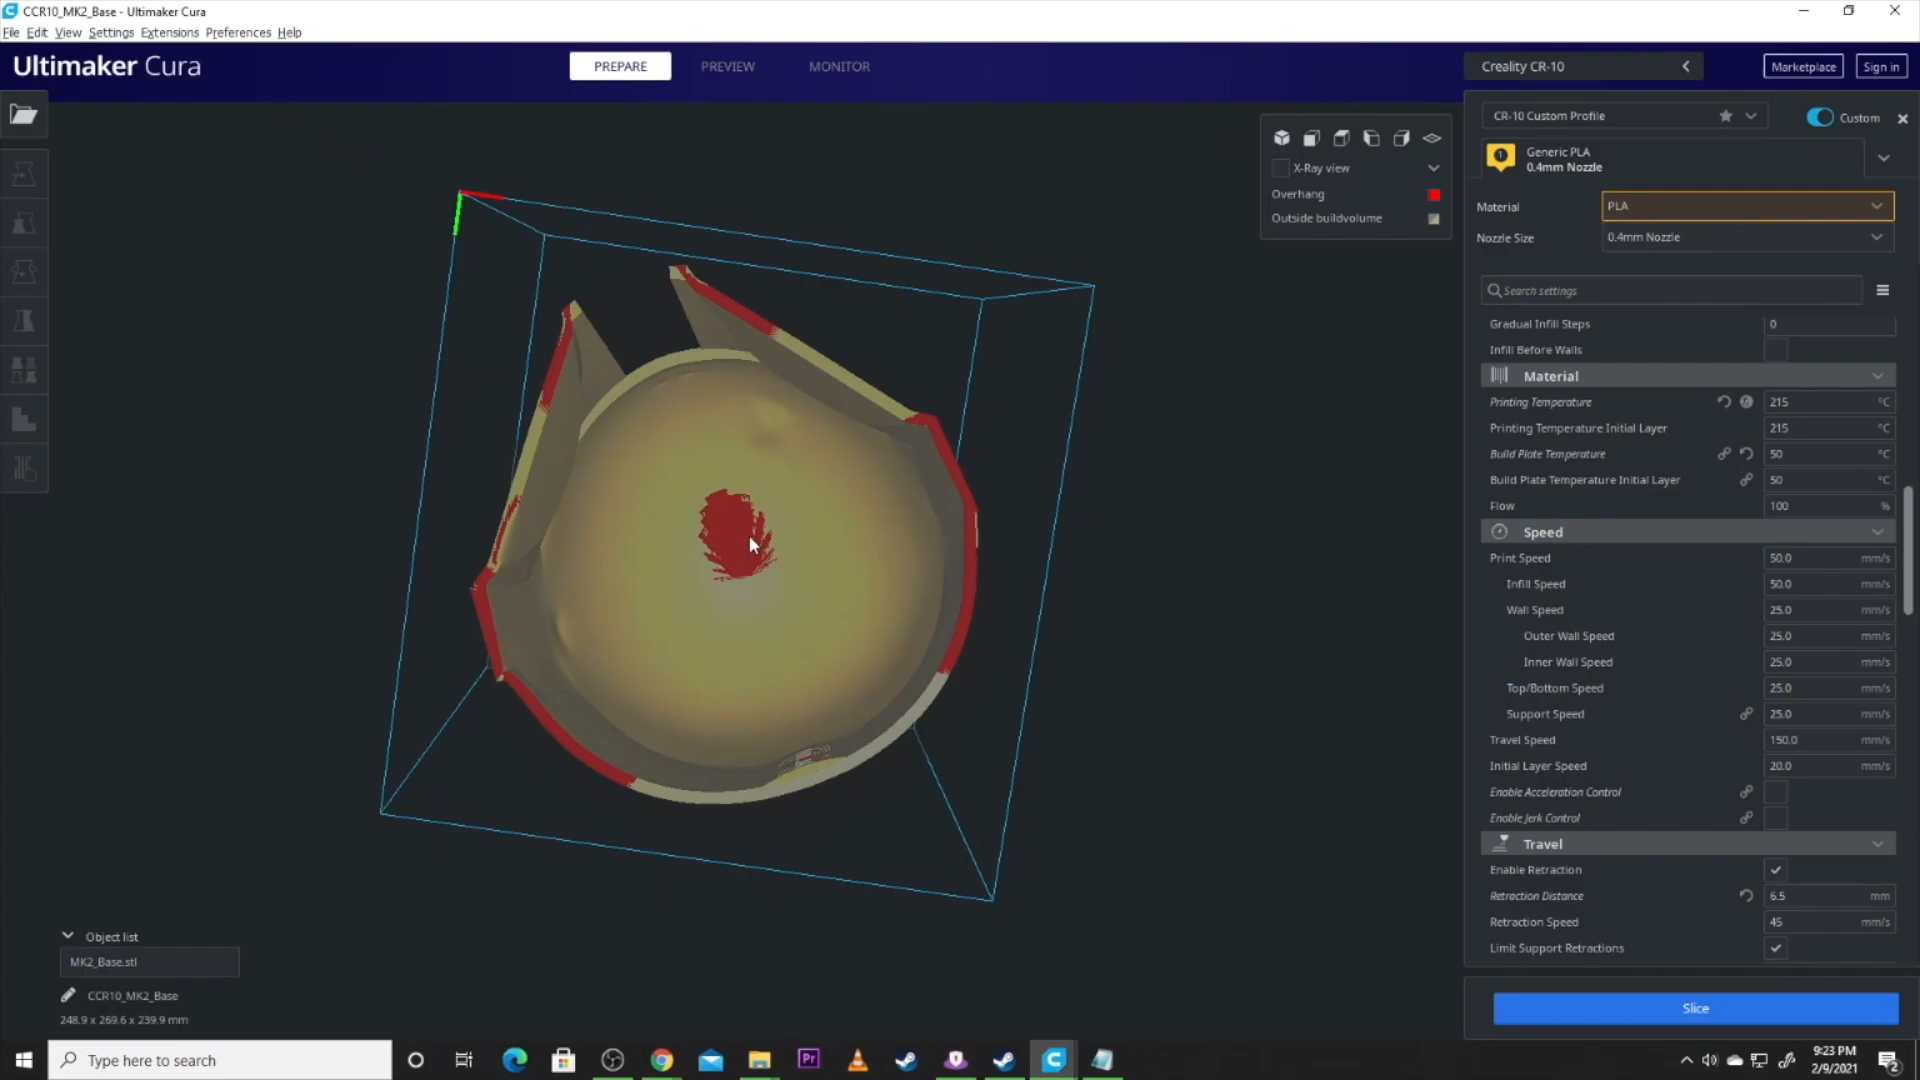 CCR10_MK2_Base - Ultimaker Cura
File Edit View Settings Extensions Preferences Help
Ultimaker Cura
PREPARE
PREVIEW
MONITOR
Creality CR-10
Marketplace
Sign in
CR-10 Custom Profile
Custom
1
Generic PLA
0.4mm Nozzle
Material
PLA
Nozzle Size
0.4mm Nozzle
X-Ray view
Overhang
Outside buildvolume
Search settings
Gradual Infill Steps 0
Infill Before Walls
Material
Printing Temperature 215 °C
Printing Temperature Initial Layer 215 °C
Build Plate Temperature 50 °C
Build Plate Temperature Initial Layer 50 °C
Flow 100 %
Speed
Print Speed 50.0 mm/s
Infill Speed 50.0 mm/s
Wall Speed 25.0 mm/s
Outer Wall Speed 25.0 mm/s
Inner Wall Speed 25.0 mm/s
Top/Bottom Speed 25.0 mm/s
Support Speed 25.0 mm/s
Travel Speed 150.0 mm/s
Initial Layer Speed 20.0 mm/s
Enable Acceleration Control
Enable Jerk Control
Travel
Enable Retraction
Retraction Distance 6.5 mm
Retraction Speed 45 mm/s
Limit Support Retractions
Object list
MK2_Base.stl
CCR10_MK2_Base
248.9 x 269.6 x 239.9 mm
Slice
Type here to search
Pr
9:23 PM
2/9/2021
2